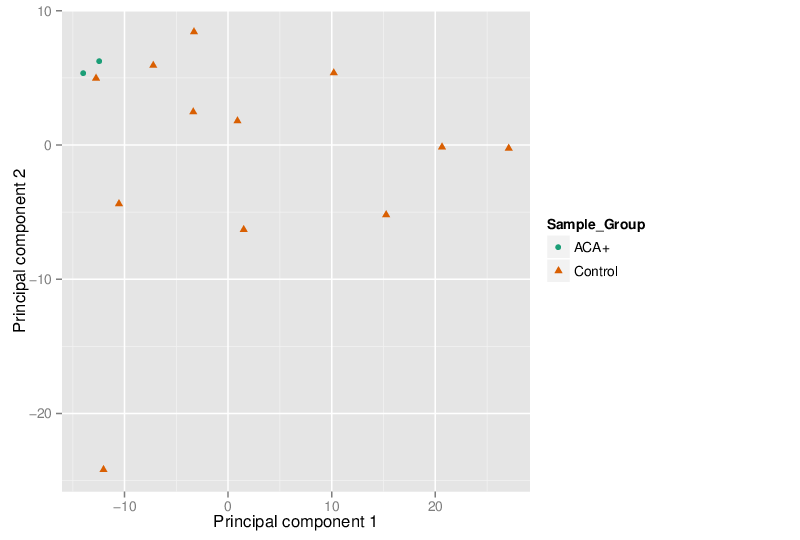 10
0
−10
−20
Principal component 2
−10
0
10
20
Principal component 1
Sample_Group
ACA+
Control